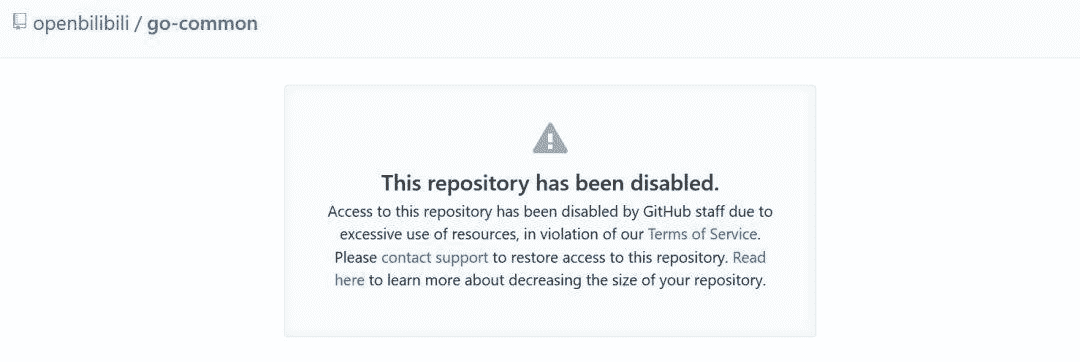 openbilibili / go-common
This repository has been disabled.
Access to this repository has been disabled by GitHub staff due to
excessive use of resources, in violation of our Terms of Service.
Please contact support to restore access to this repository. Read
here to learn more about decreasing the size of your repository.